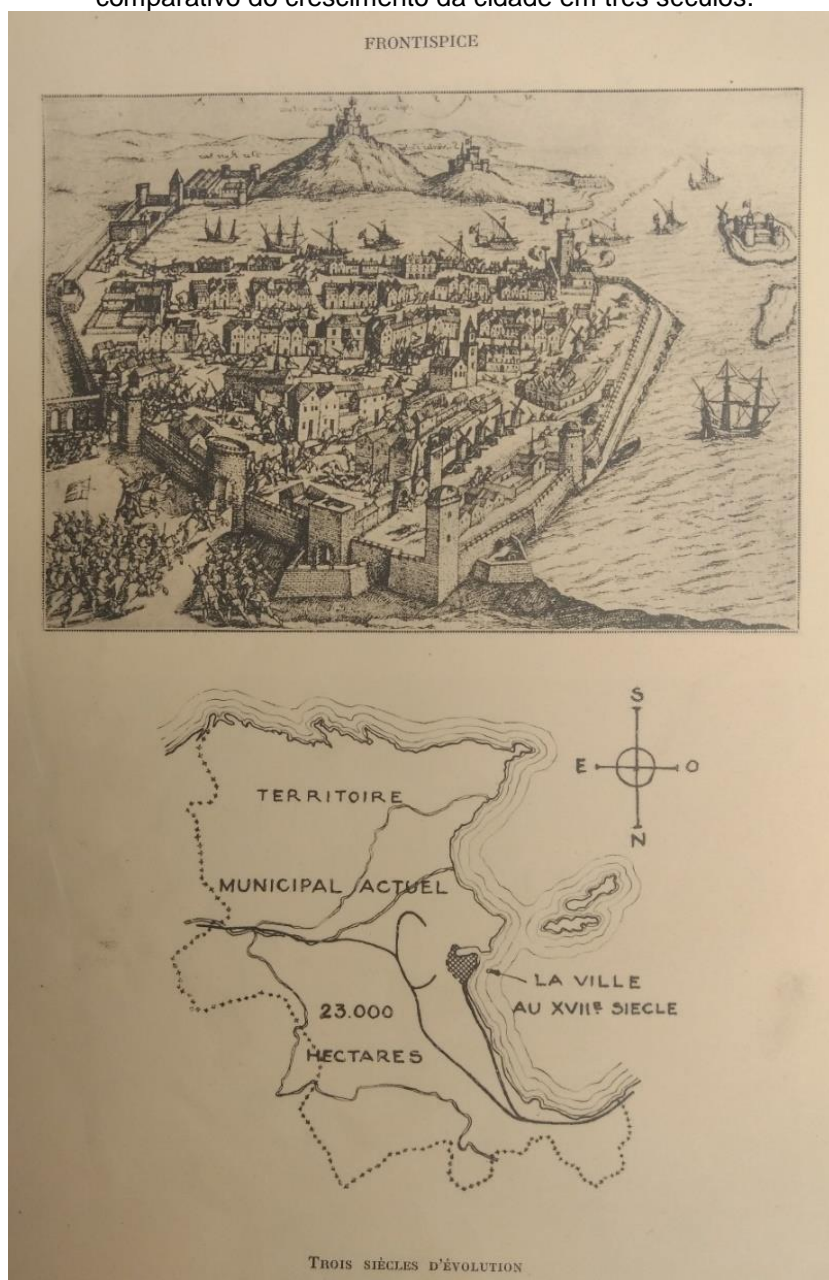 comparativo do crescimento da cidade em três séculos.
FRONTISPICE
S
E
O
N
TERRITOIRE
MUNICIPAL ACTUEL
LA VILLE
AU XVIIE SIECLE
23.000
HECTARES
TROIS SIÈCLES D'ÉVOLUTION